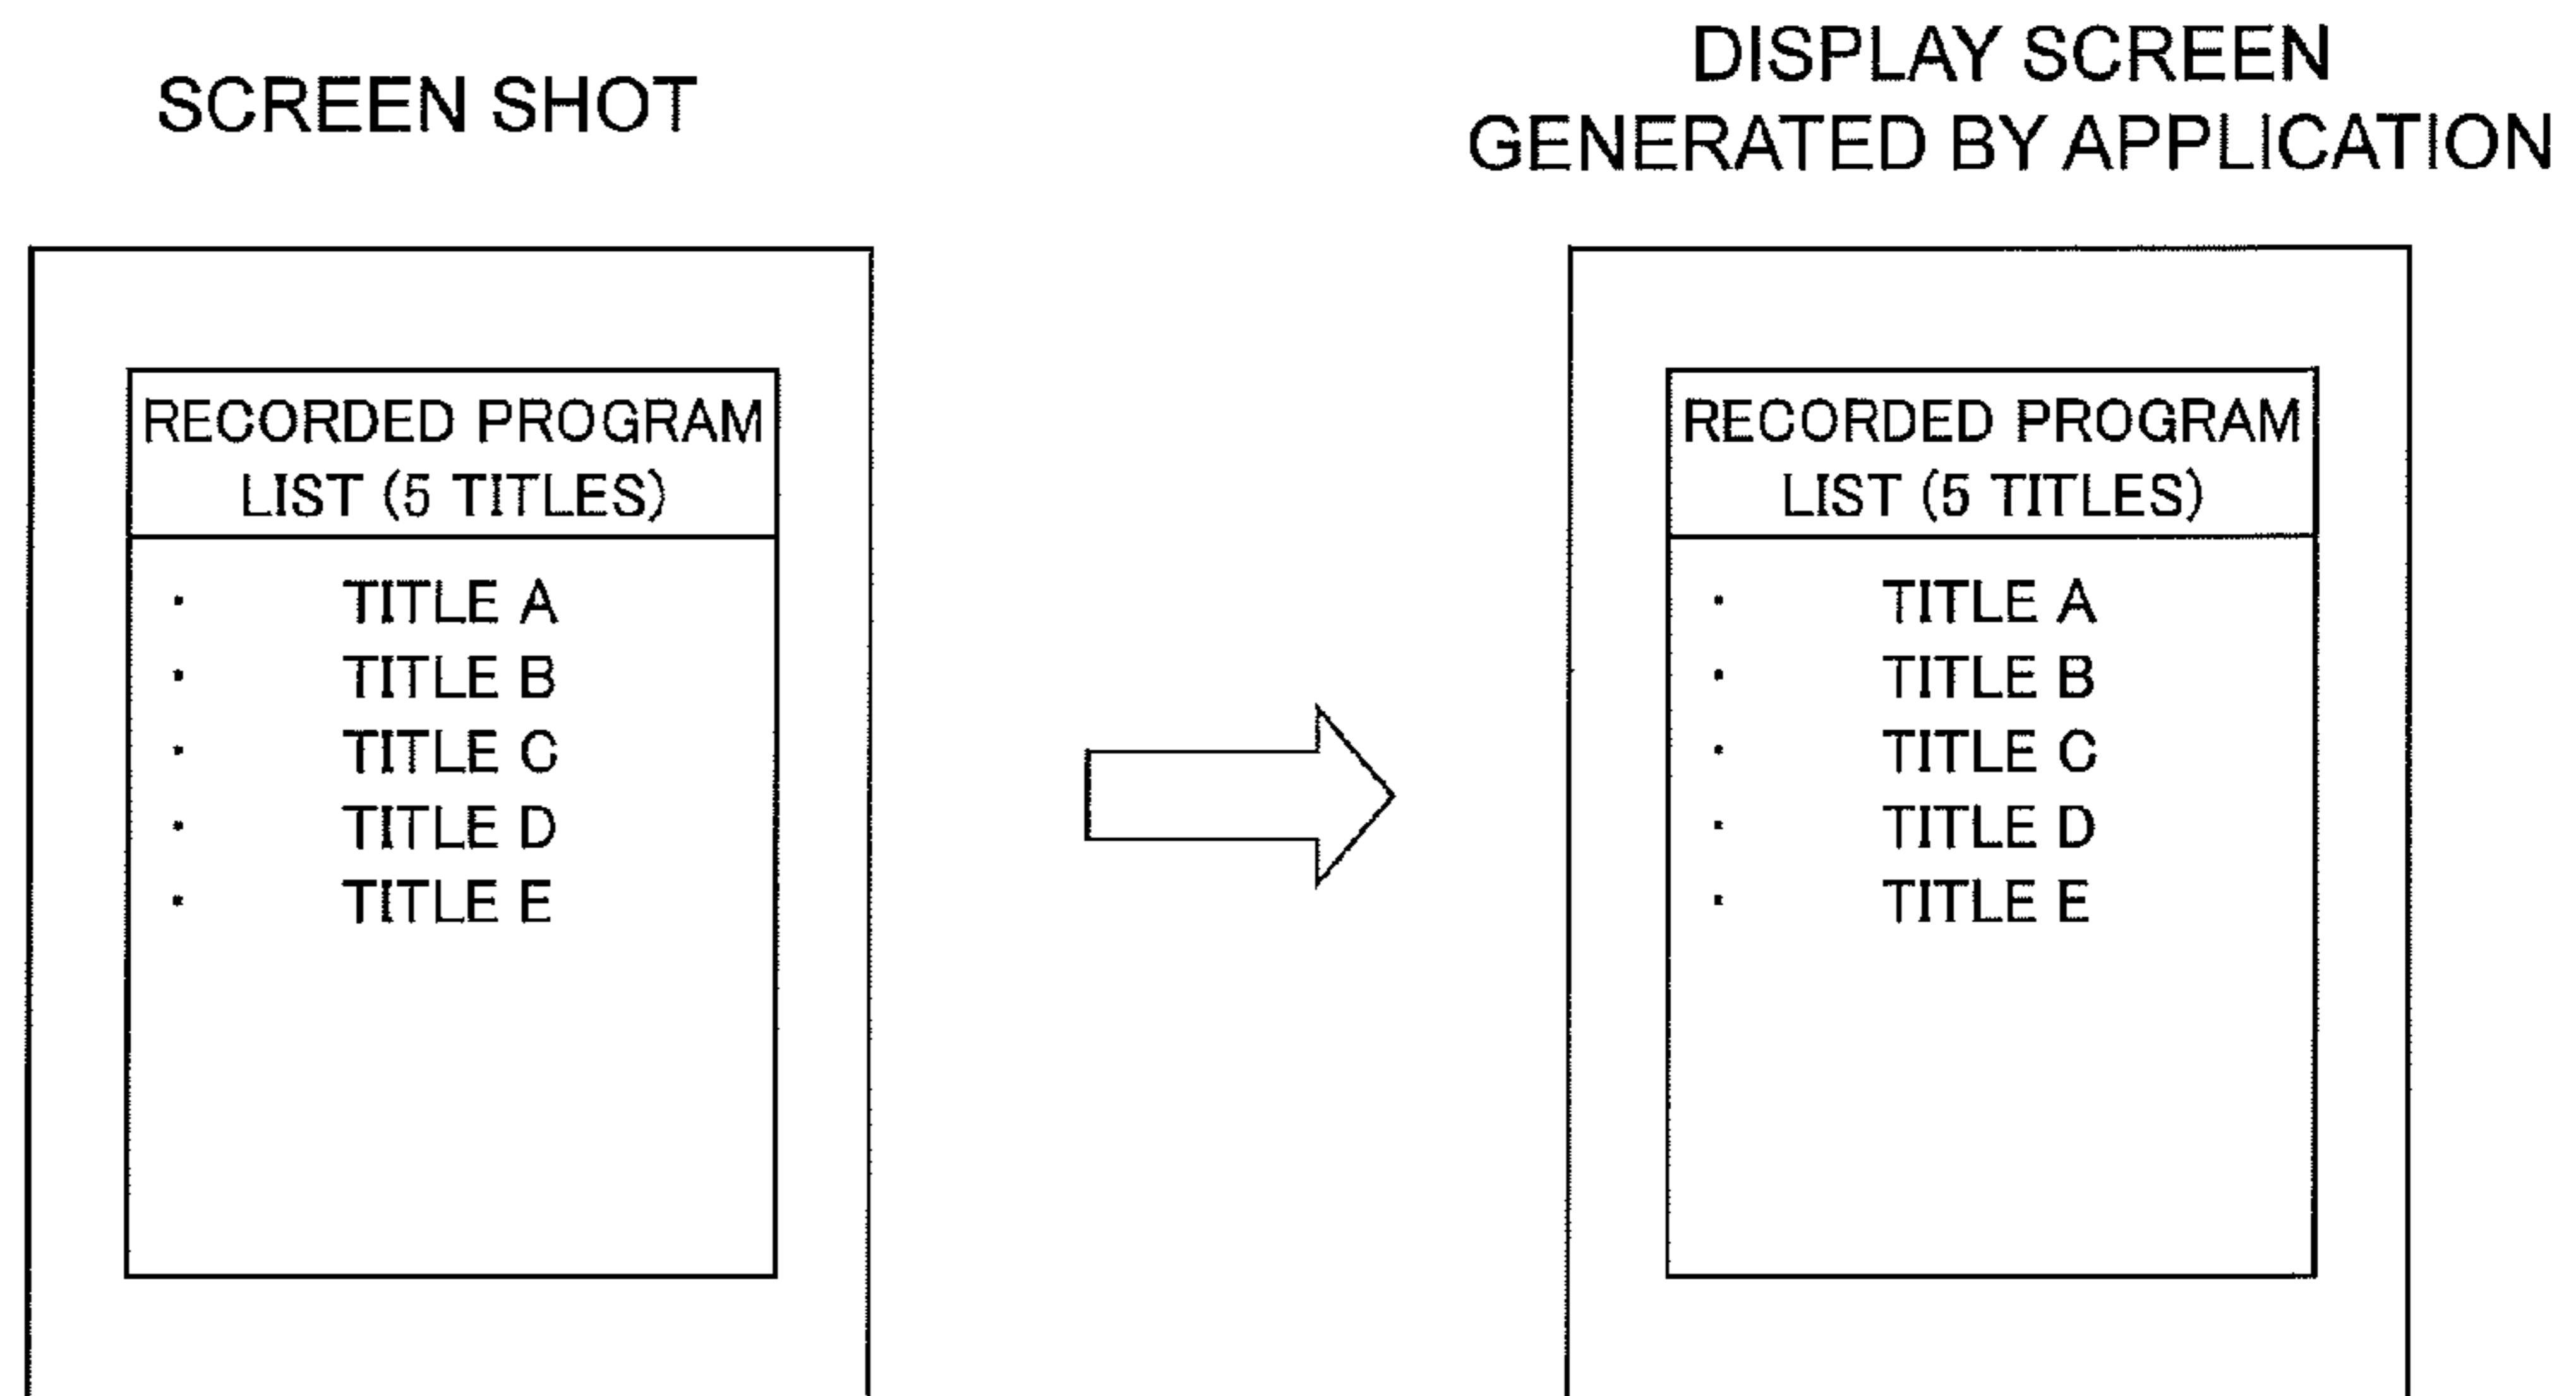 SCREEN SHOT
RECORDED PROGRAM
LIST (5 TITLES)
・ TITLE A
・ TITLE B
・ TITLE C
・ TITLE D
・ TITLE E
DISPLAY SCREEN
GENERATED BY APPLICATION
RECORDED PROGRAM
LIST (5 TITLES)
・ TITLE A
・ TITLE B
・ TITLE C
・ TITLE D
・ TITLE E